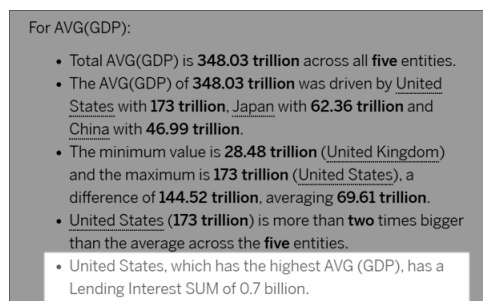 For AVG(GDP):
• Total AVG(GDP) is 348.03 trillion across all five entities.
• The AVG(GDP) of 348.03 trillion was driven by United
States with 173 trillion, Japan with 62.36 trillion and
China with 46.99 trillion.
• The minimum value is 28.48 trillion (United Kingdom)
and the maximum is 173 trillion (United States), a
difference of 144.52 trillion, averaging 69.61 trillion.
• United States (173 trillion) is more than two times bigger
than the average across the five entities.
• United States, which has the highest AVG (GDP), has a
Lending Interest SUM of 0.7 billion.